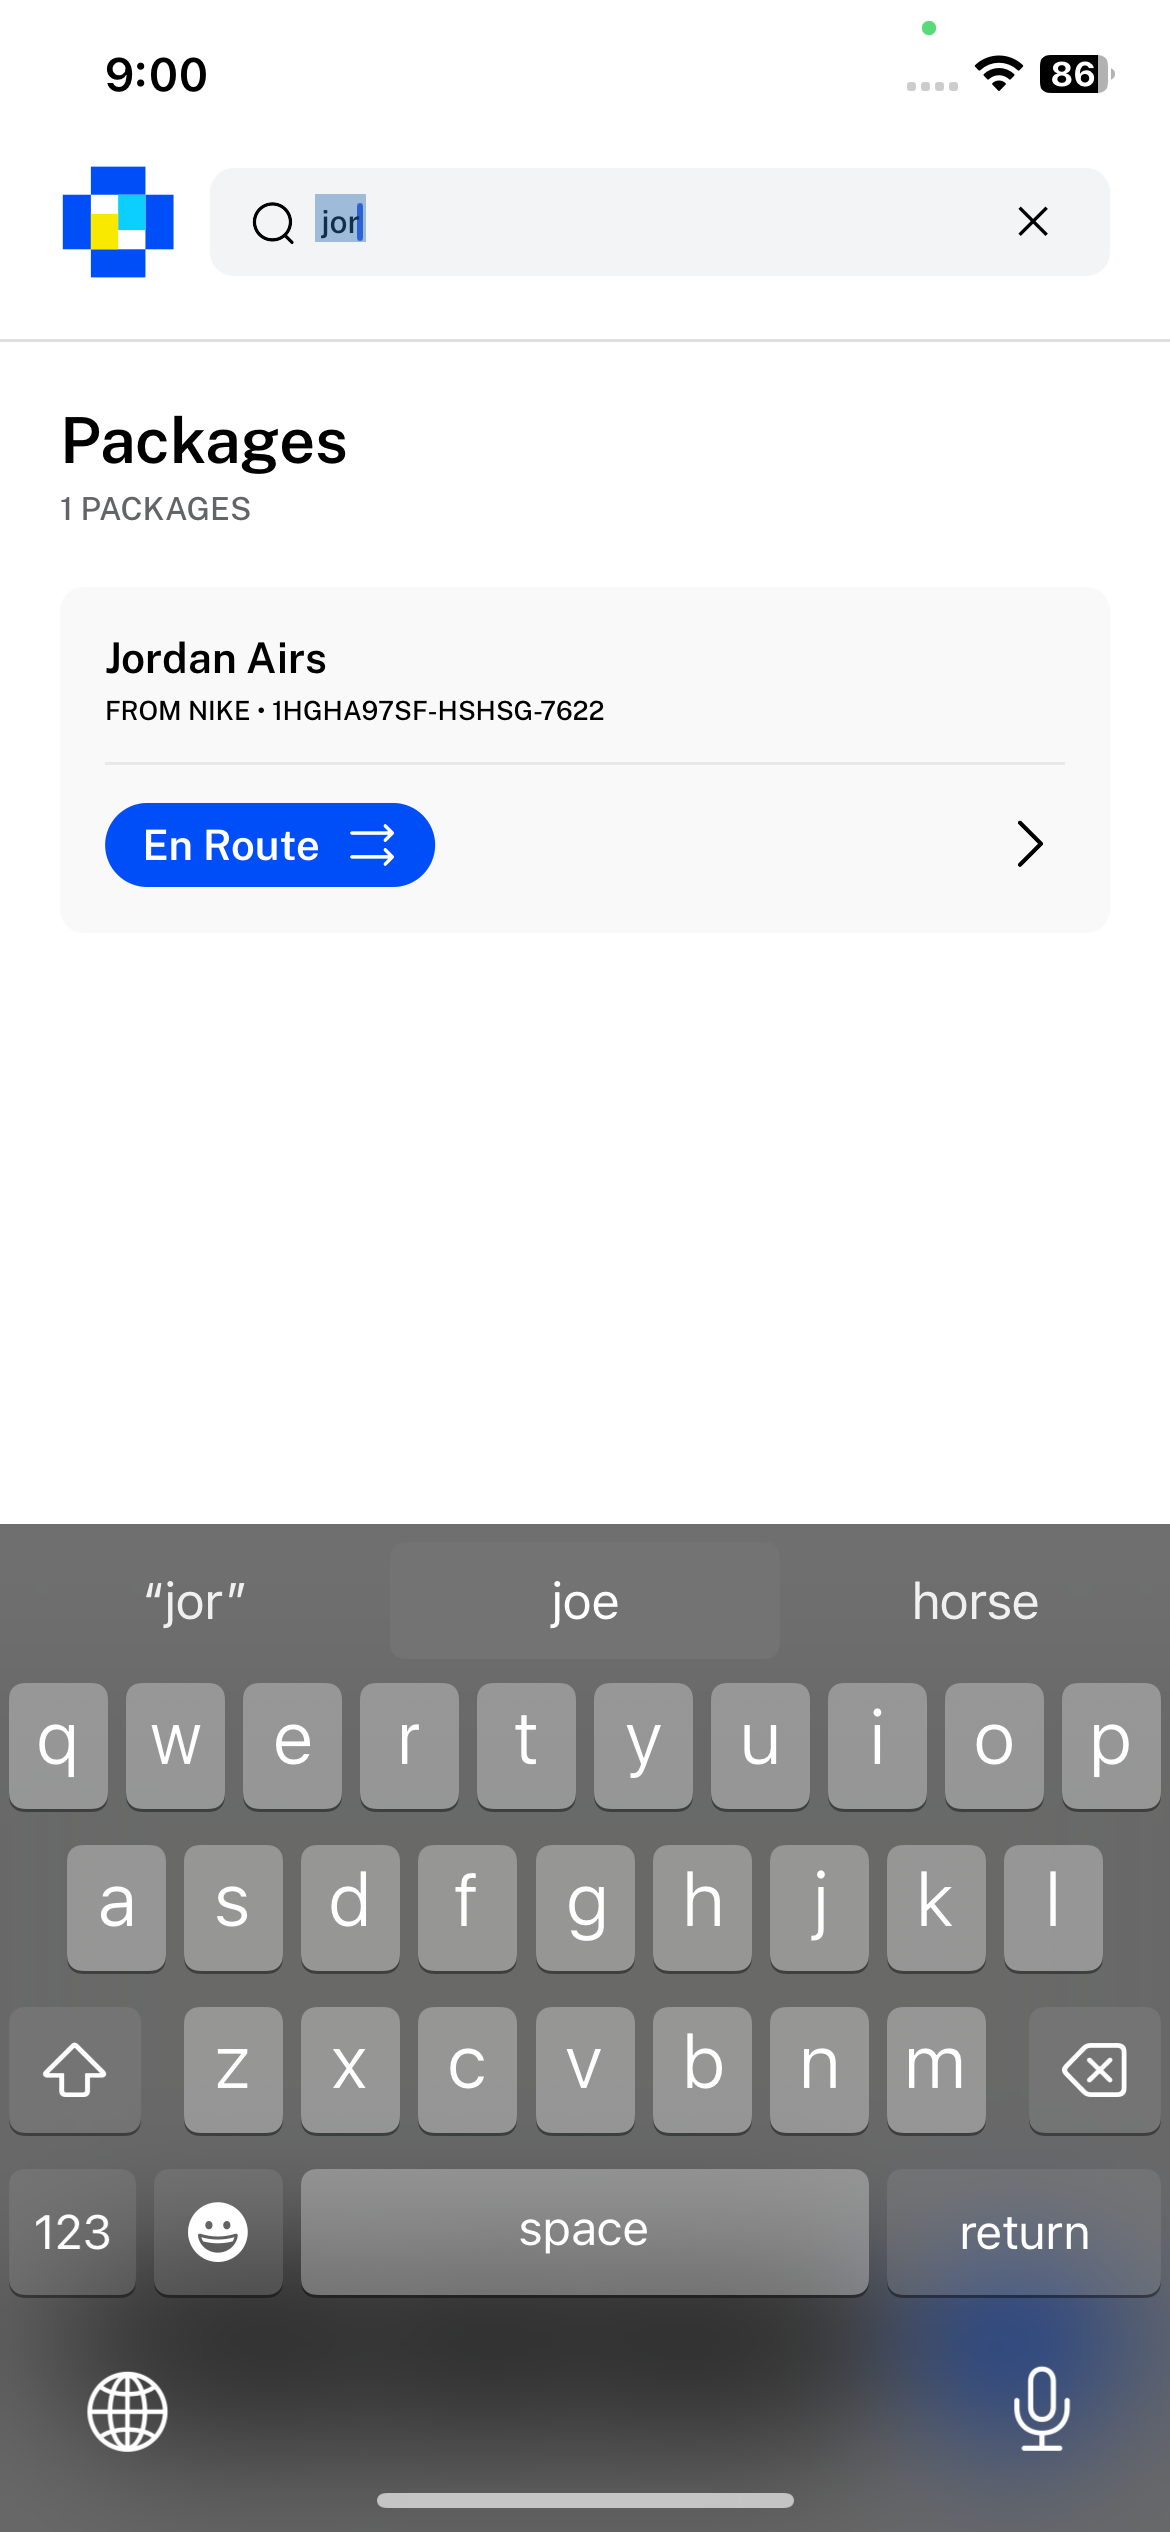 9:00
86
jor
Packages
1 PACKAGES
Jordan Airs
FROM NIKE • 1HGHA97SF-HSHSG-7622
En Route
“jor” joe horse
q w e r t y u i o p
a s d f g h j k l
z x c v b n m
123 space return